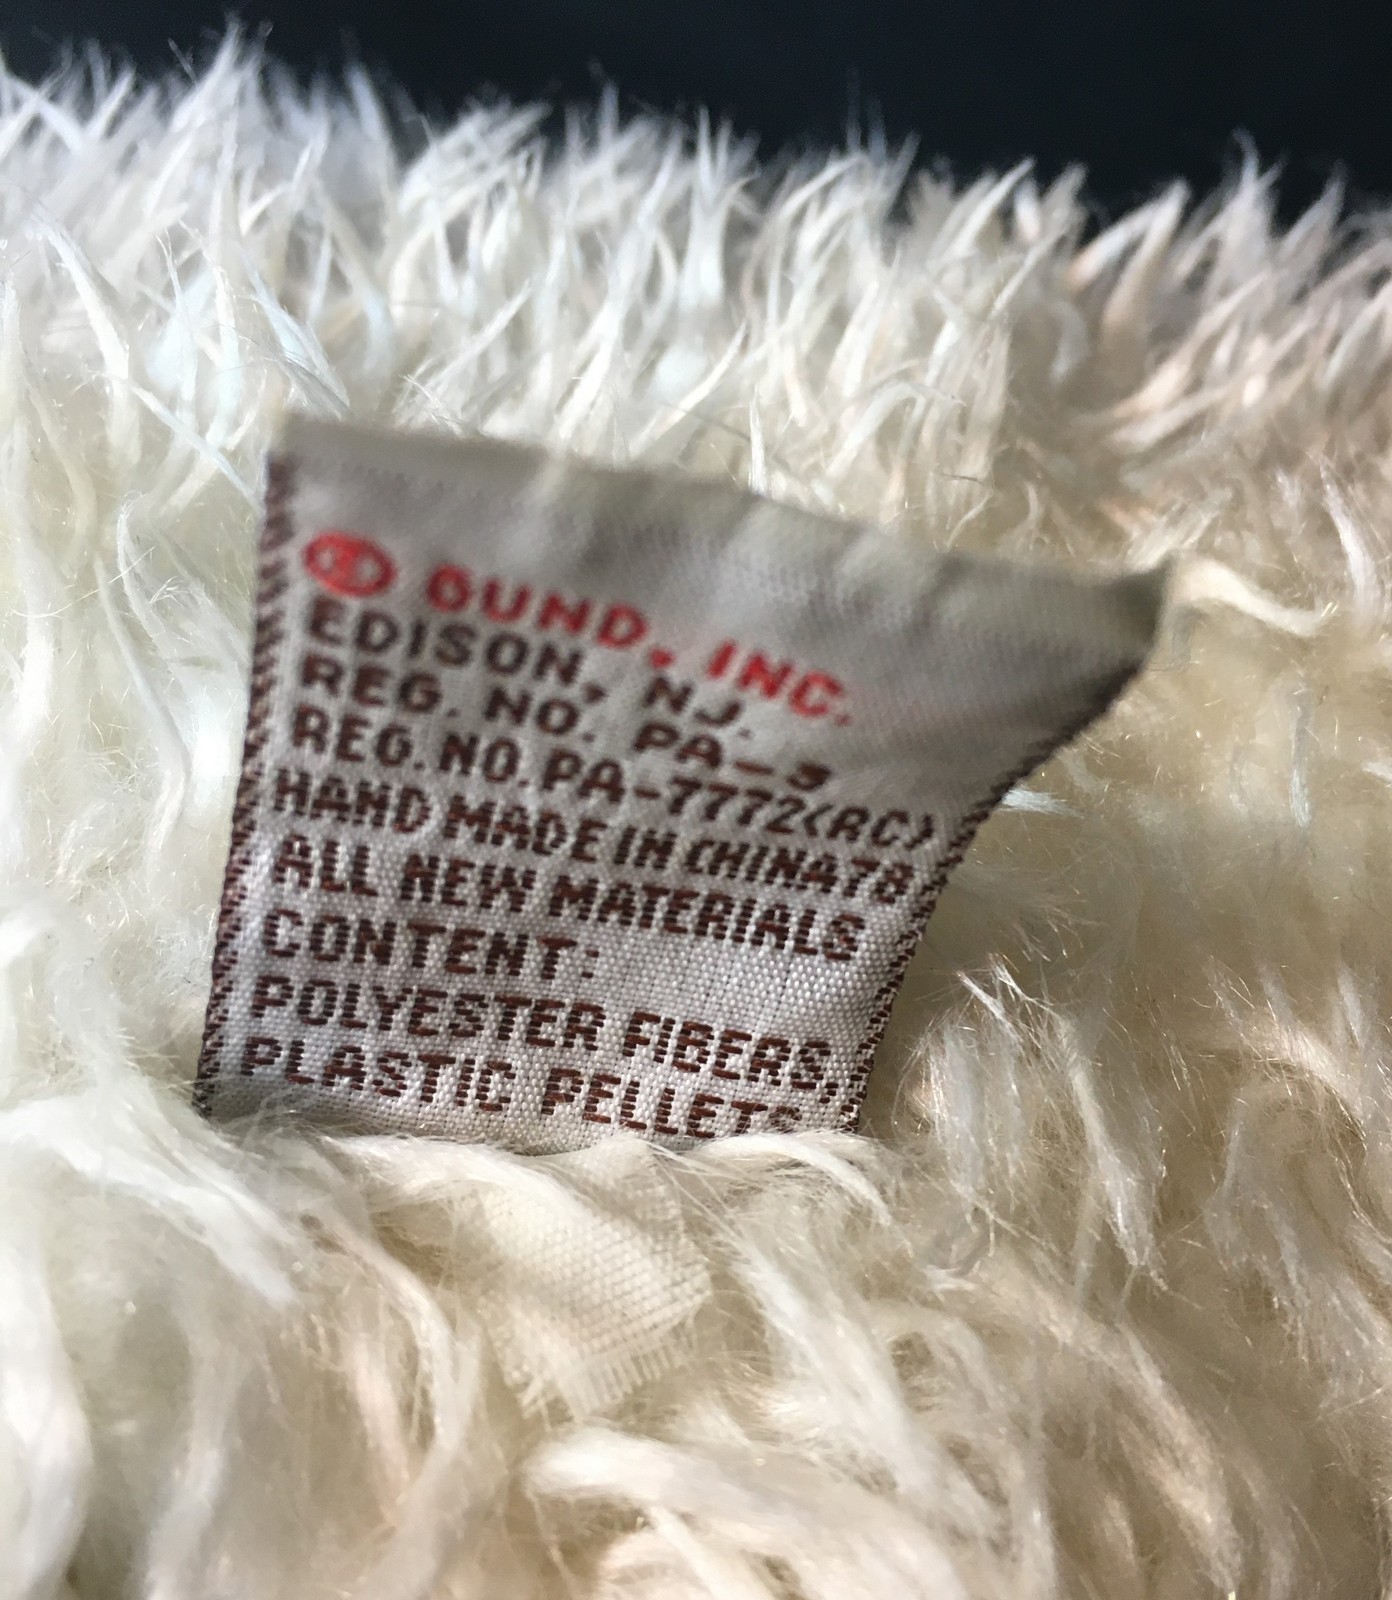 GUND, INC.
EDISON, NJ.
REG. NO. PA-3
REG. NO. PA-7772(RC)
HAND MADE IN CHINA78
ALL NEW MATERIALS
CONTENT:
POLYESTER FIBERS,
PLASTIC PELLETS